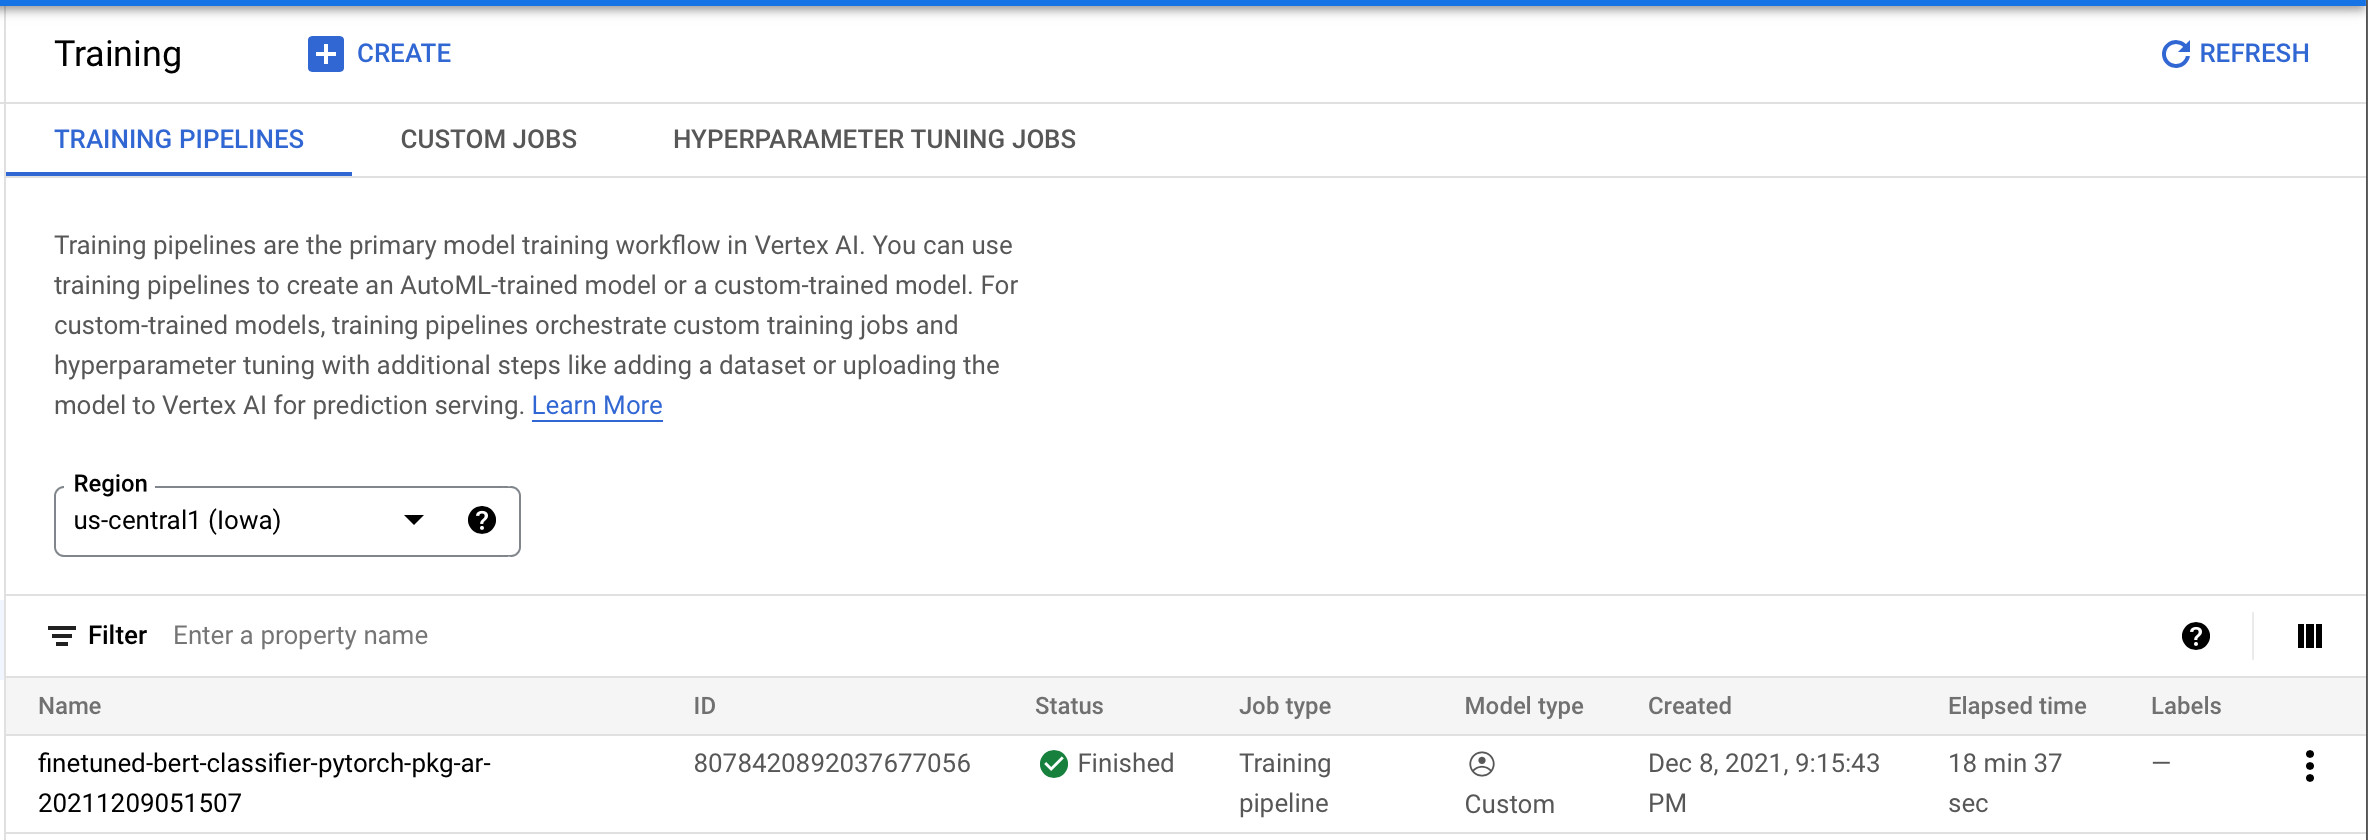 Training
CREATE
REFRESH
TRAINING PIPELINES
CUSTOM JOBS
HYPERPARAMETER TUNING JOBS
Training pipelines are the primary model training workflow in Vertex AI. You can use
training pipelines to create an AutoML-trained model or a custom-trained model. For
custom-trained models, training pipelines orchestrate custom training jobs and
hyperparameter tuning with additional steps like adding a dataset or uploading the
model to Vertex AI for prediction serving. Learn More
Region
us-central1 (Iowa)
Filter Enter a property name
Name ID Status Job type Model type Created Elapsed time Labels
finetuned-bert-classifier-pytorch-pkg-ar- 8078420892037677056 Finished Training Dec 8, 2021, 9:15:43 18 min 37 —
20211209051507 pipeline Custom PM sec